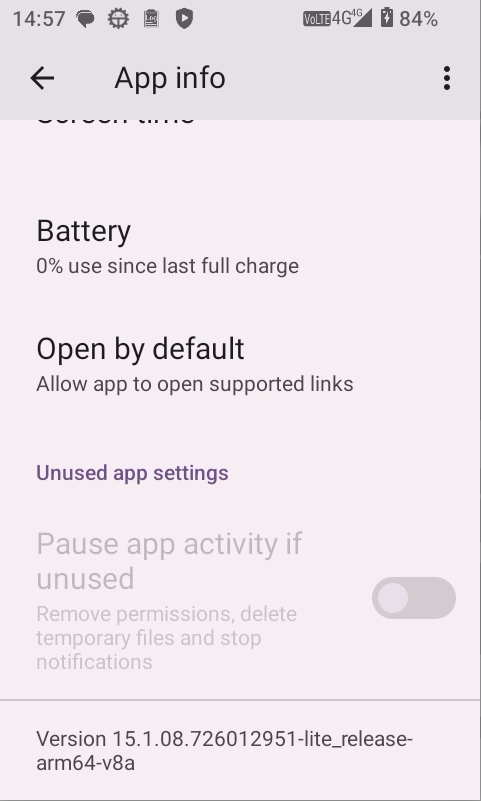 14:57 VoLTE 4G 4G 84%
App info
Screen time
Battery
0% use since last full charge
Open by default
Allow app to open supported links
Unused app settings
Pause app activity if
unused
Remove permissions, delete
temporary files and stop
notifications
Version 15.1.08.726012951-lite_release-
arm64-v8a